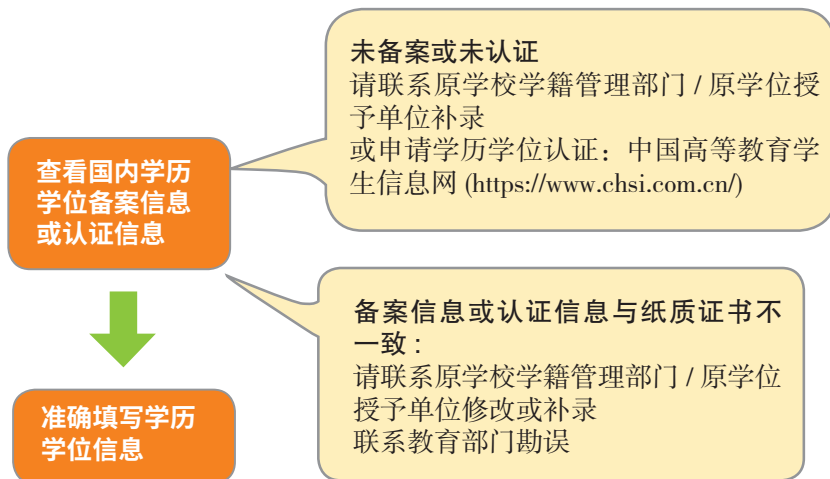 未备案或未认证
请联系原学校学籍管理部门 / 原学位授
予单位补录
或申请学历学位认证：中国高等教育学
生信息网 (https://www.chsi.com.cn/)
查看国内学历
学位备案信息
或认证信息
备案信息或认证信息与纸质证书不
一致 :
请联系原学校学籍管理部门 / 原学位
授予单位修改或补录
联系教育部门勘误
准确填写学历
学位信息